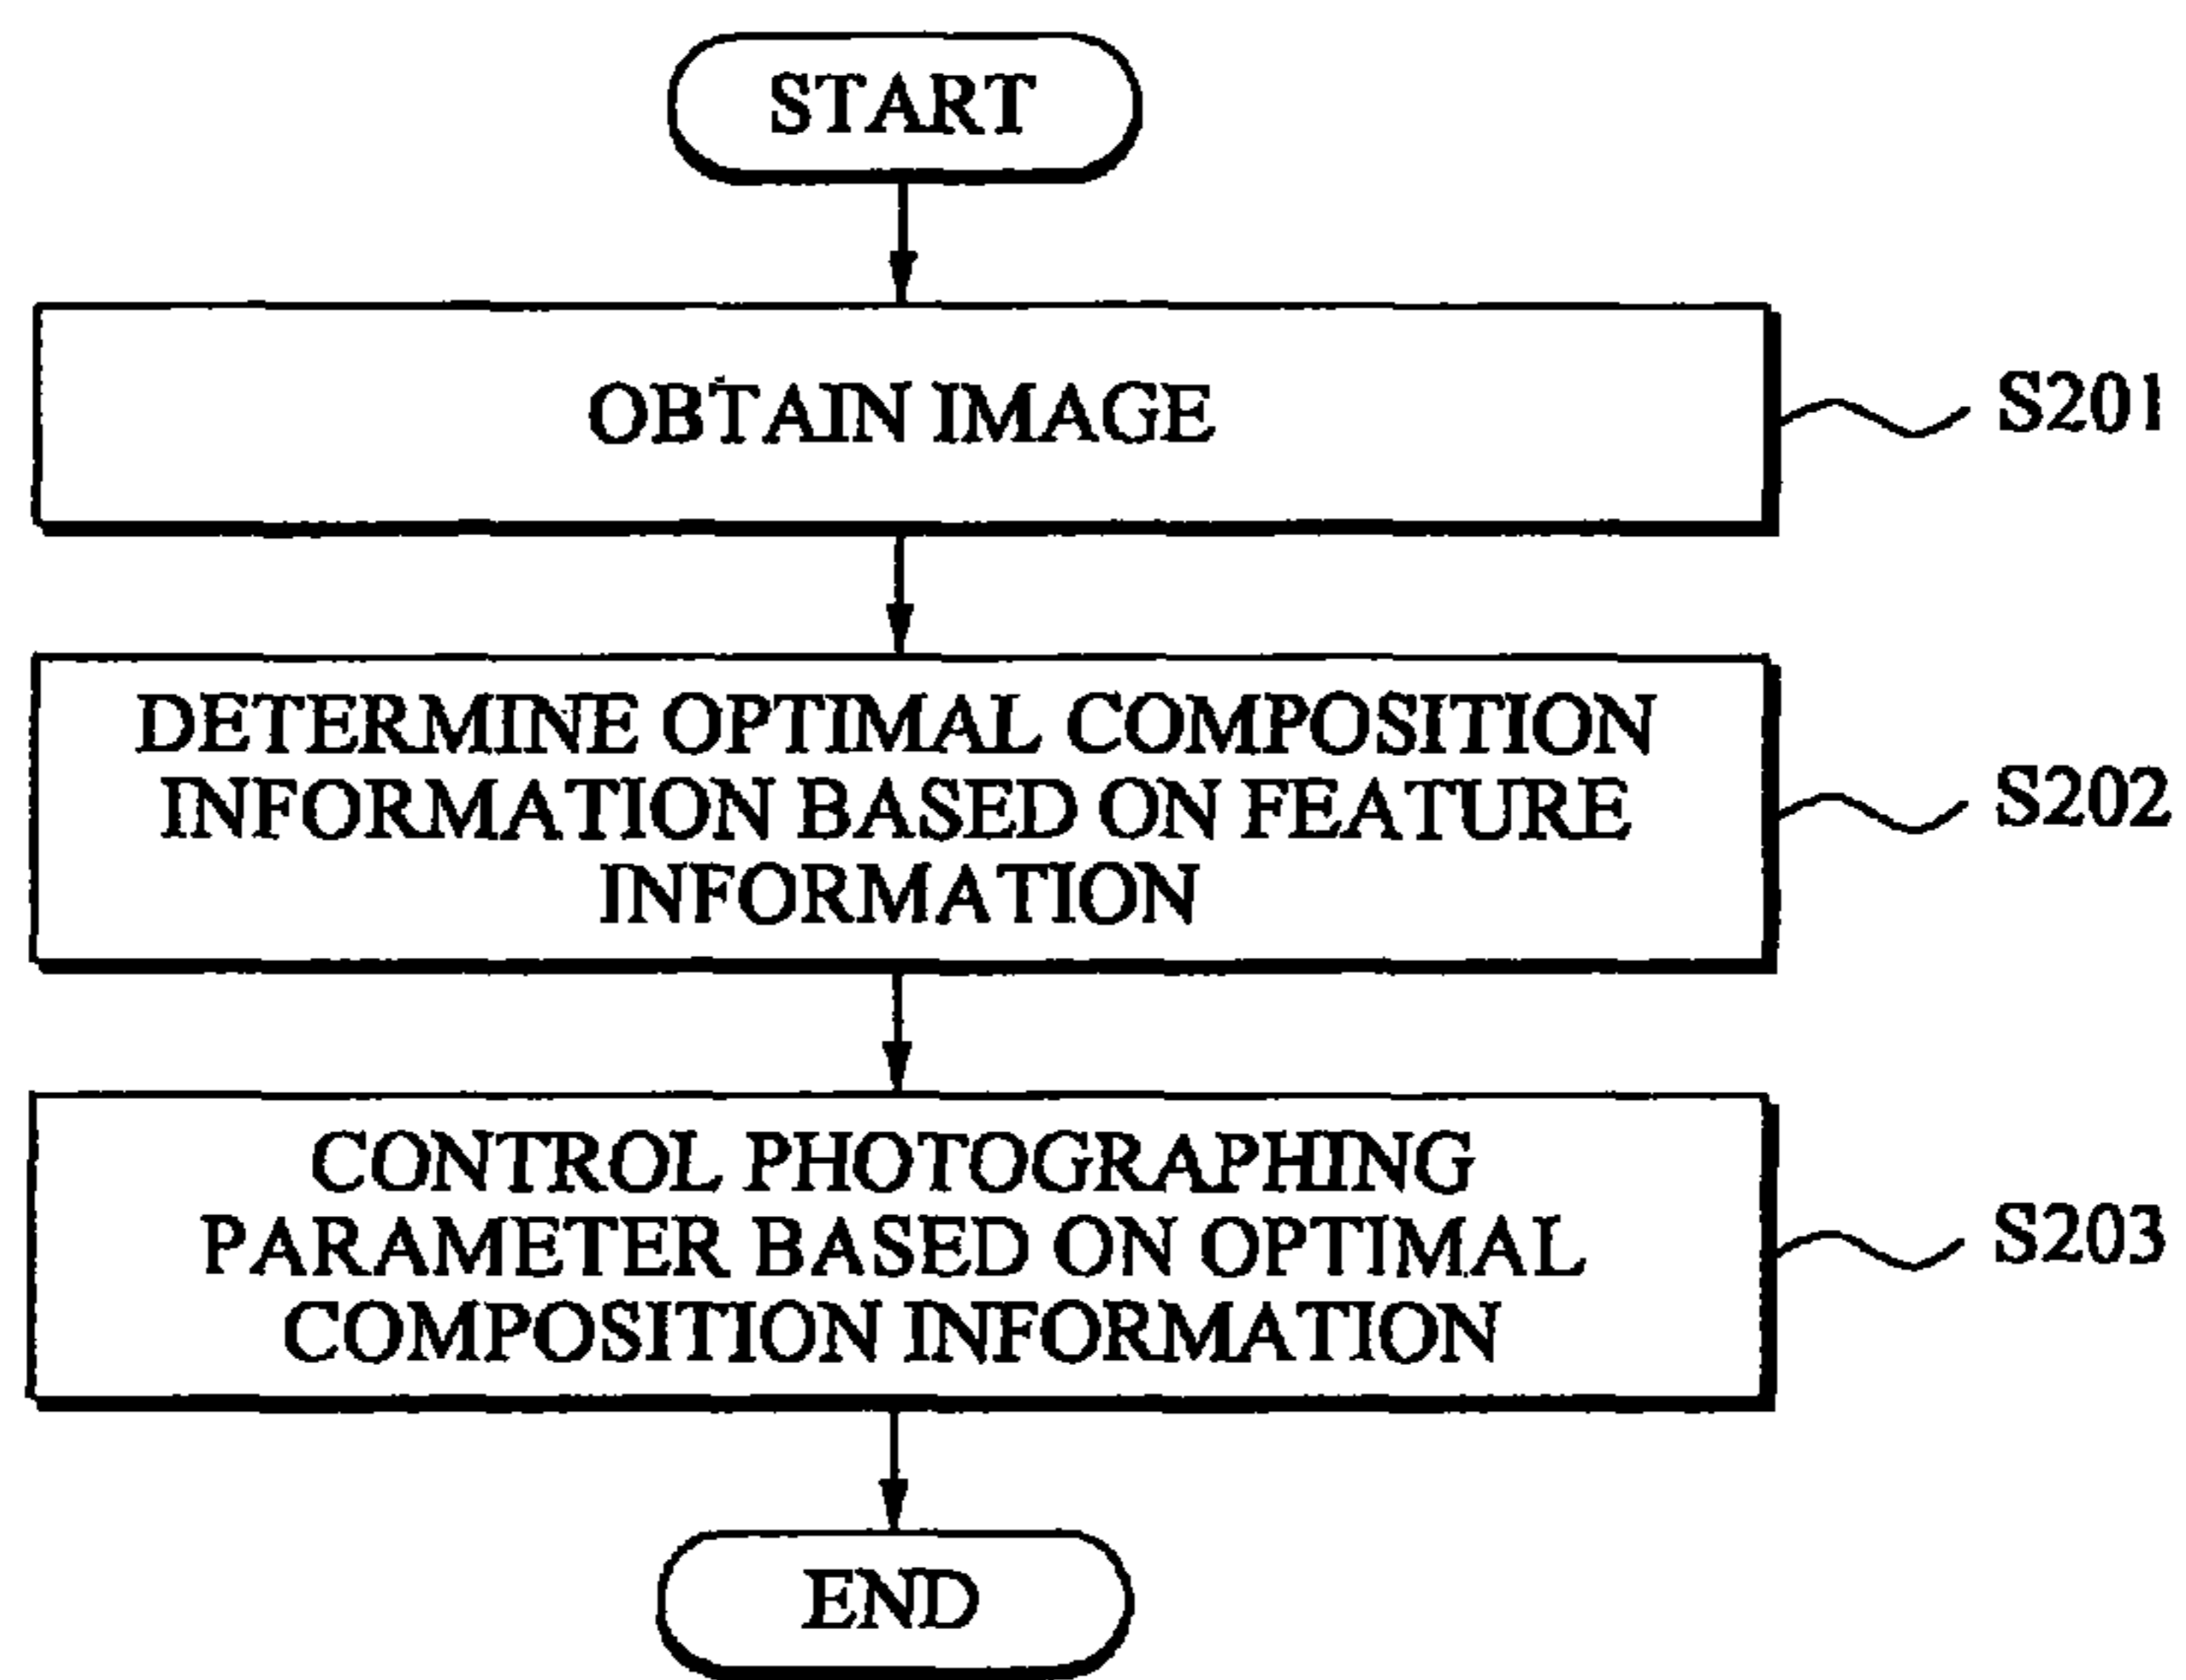 START
OBTAIN IMAGE
S201
DETERMINE OPTIMAL COMPOSITION
INFORMATION BASED ON FEATURE
INFORMATION
S202
CONTROL PHOTOGRAPHING
PARAMETER BASED ON OPTIMAL
COMPOSITION INFORMATION
S203
END